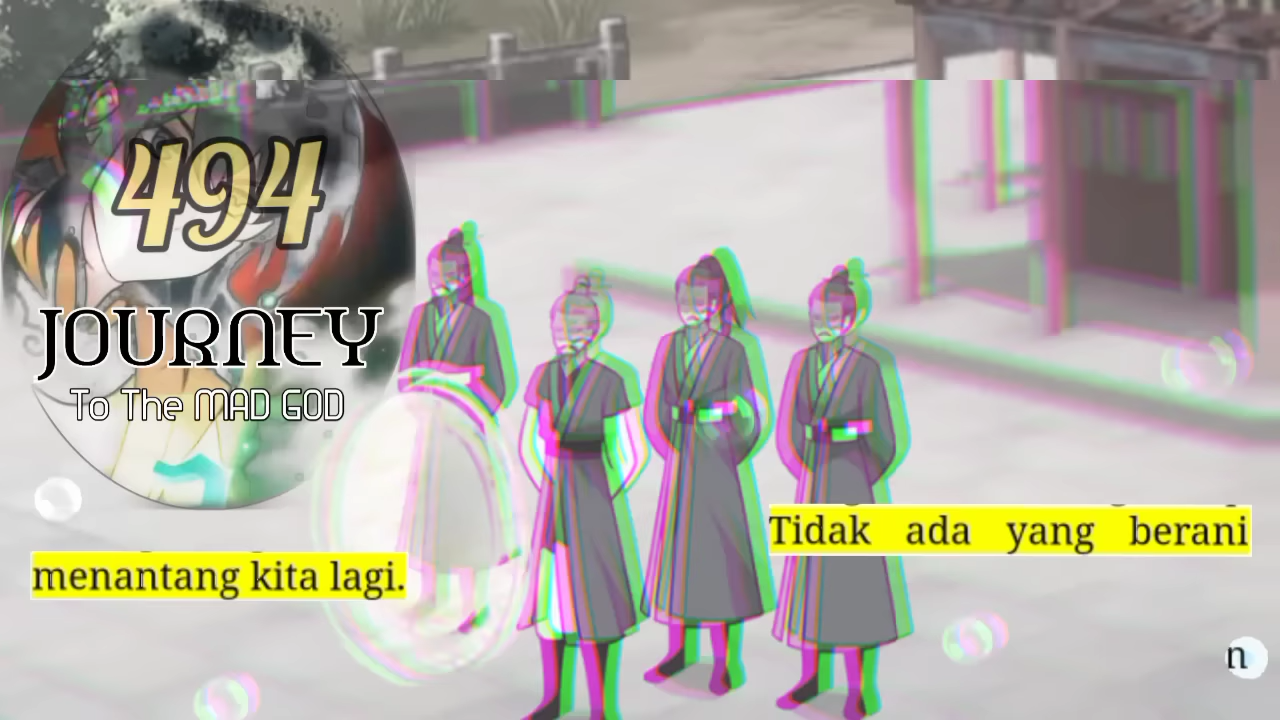 494
JOURNEY
To The MAD GOD
Tidak ada yang berani
menantang kita lagi.
n